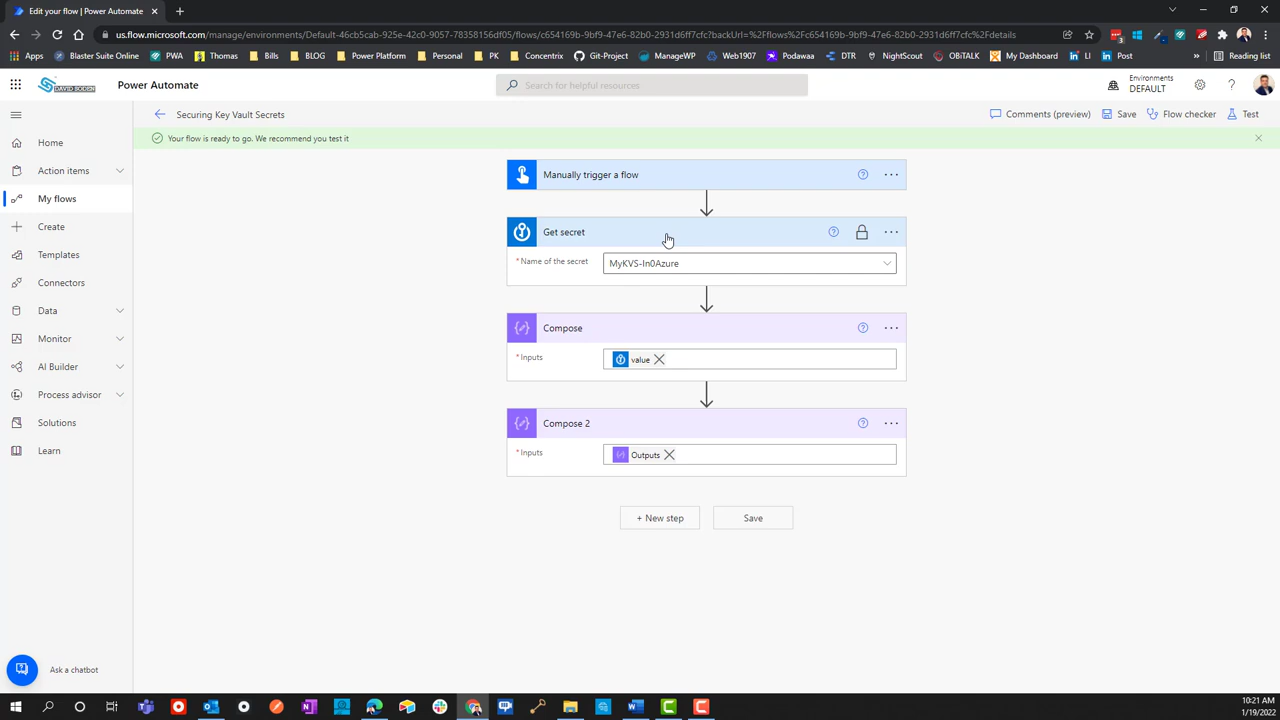 Edit your flow | Power Automate
us.flow.microsoft.com/manage/environments/Default-46cb5cab-925e-42c0-9057-78358156df05/flows/c654169b-9bf9-4260-82b0-2931d6ff7cfc?backUrl=%2Fflows%2Fc654169b-9bf9-4260-82b0-2931d6ff7cfc%2Fdetails
Apps Blaster Suite Online PWA Thomas Bills BLOG Power Platform Personal PK Concentrix Git-Project ManageWP Web1907 Podawaa DTR NightScout OBiTALK My Dashboard LI Post » Reading list
Power Automate
Search for helpful resources
Environments
DEFAULT
Securing Key Vault Secrets
Comments (preview) Save Flow checker Test
Your flow is ready to go. We recommend you test it
Home
Action items
My flows
Create
Templates
Connectors
Data
Monitor
AI Builder
Process advisor
Solutions
Learn
Ask a chatbot
Manually trigger a flow
Get secret
* Name of the secret MyKVS-In0Azure
Compose
* Inputs value
Compose 2
* Inputs Outputs
+ New step Save
10:21 AM
1/19/2022